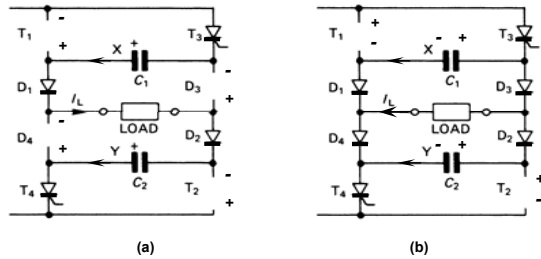 T1 - + X + C1 T3 -
D1 IL LOAD D3 +
D4 - + Y + C2 D2
T4 T2 - +
(a)
T1 + - X - + C1 T3
D1 IL LOAD D3
D4 Y - + C2 D2
T4 T2 + -
(b)